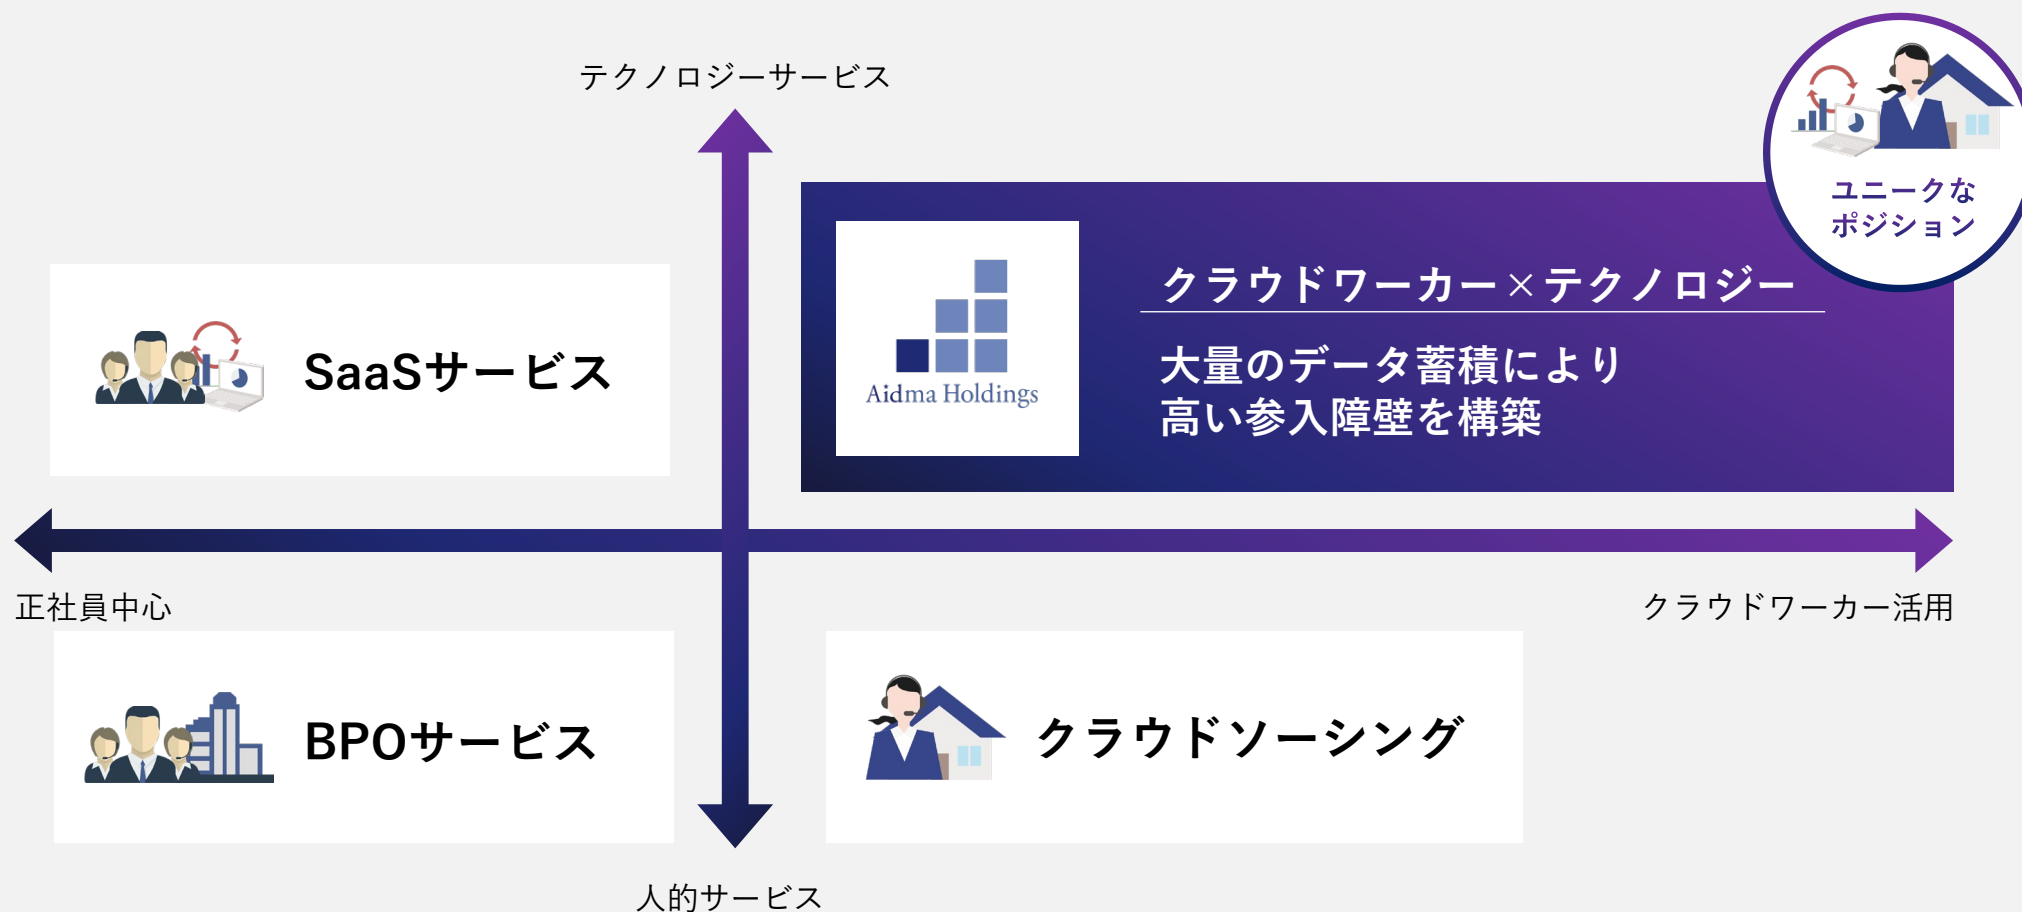 テクノロジーサービス
ユニークな
ポジション
クラウドワーカー×テクノロジー
大量のデータ蓄積により
高い参入障壁を構築
Aidma Holdings
SaaSサービス
正社員中心
クラウドワーカー活用
BPOサービス
クラウドソーシング
人的サービス